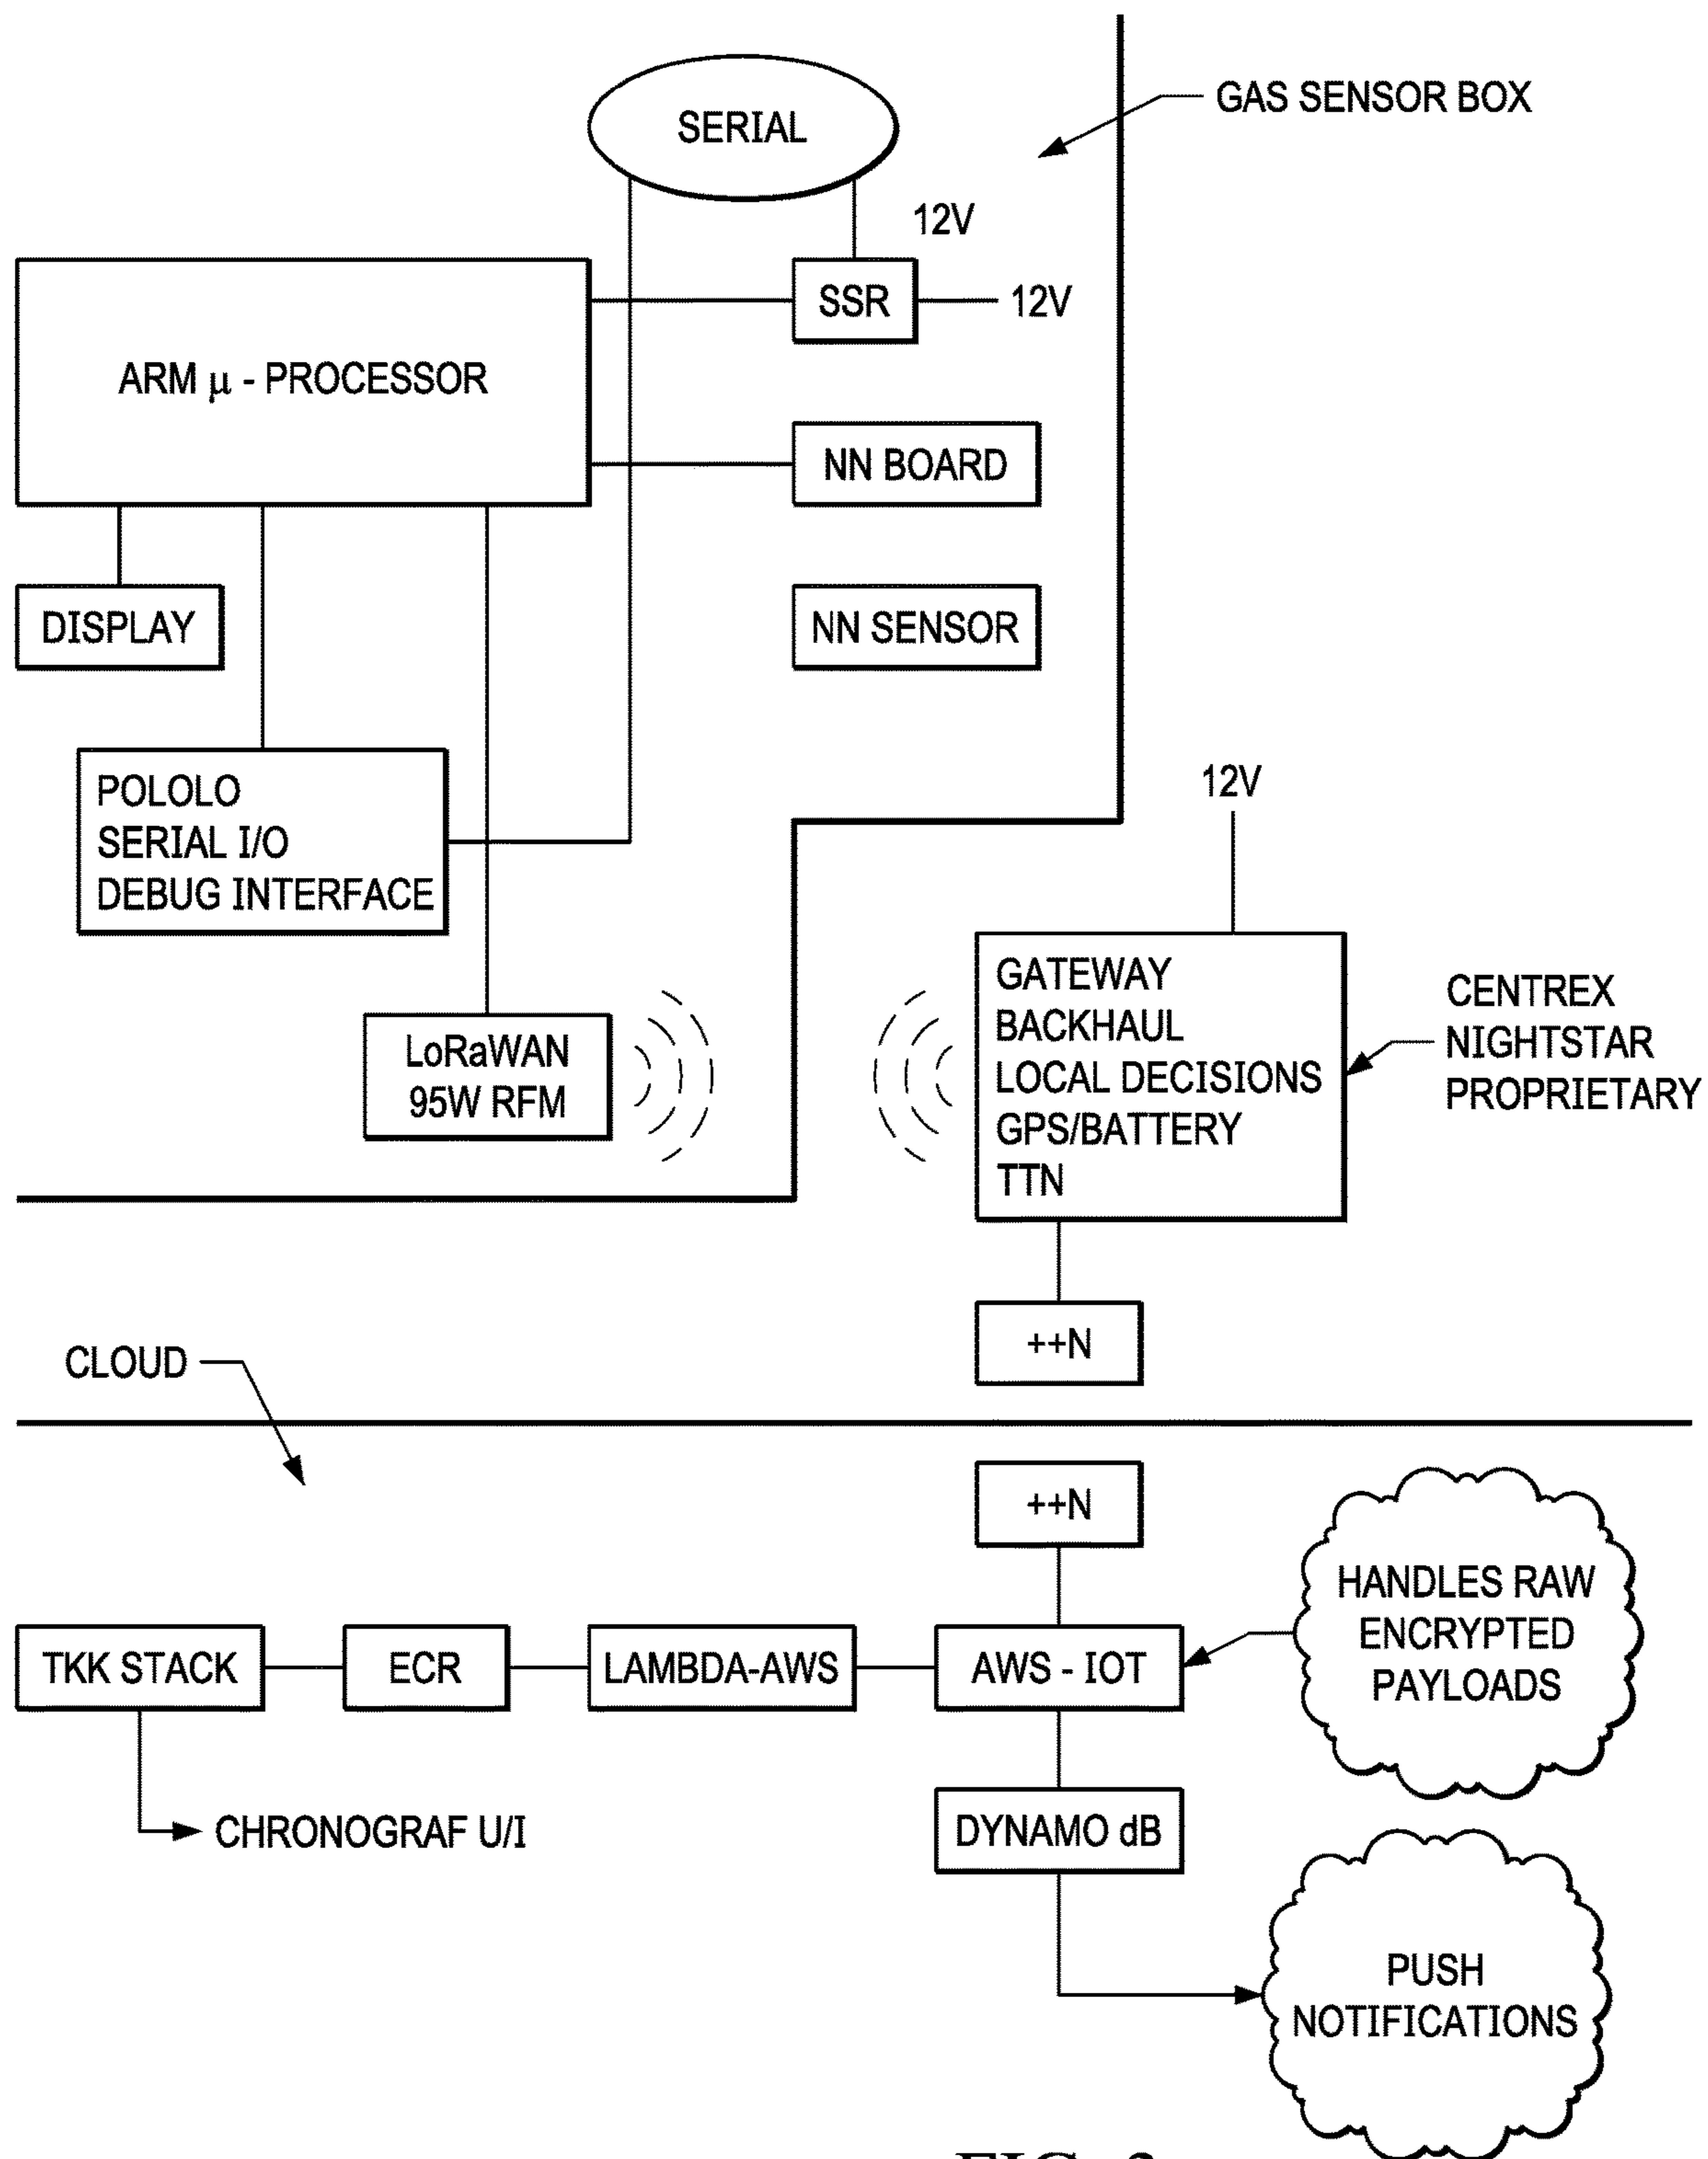 SERIAL
GAS SENSOR BOX
12V
SSR
12V
ARM μ - PROCESSOR
NN BOARD
DISPLAY
NN SENSOR
POLOLO
SERIAL I/O
DEBUG INTERFACE
12V
GATEWAY
BACKHAUL
LOCAL DECISIONS
GPS/BATTERY
TTN
CENTREX
NIGHTSTAR
PROPRIETARY
LoRaWAN
95W RFM
++N
CLOUD
++N
HANDLES RAW
ENCRYPTED
PAYLOADS
TKK STACK
ECR
LAMBDA-AWS
AWS - IOT
CHRONOGRAF U/I
DYNAMO dB
PUSH
NOTIFICATIONS